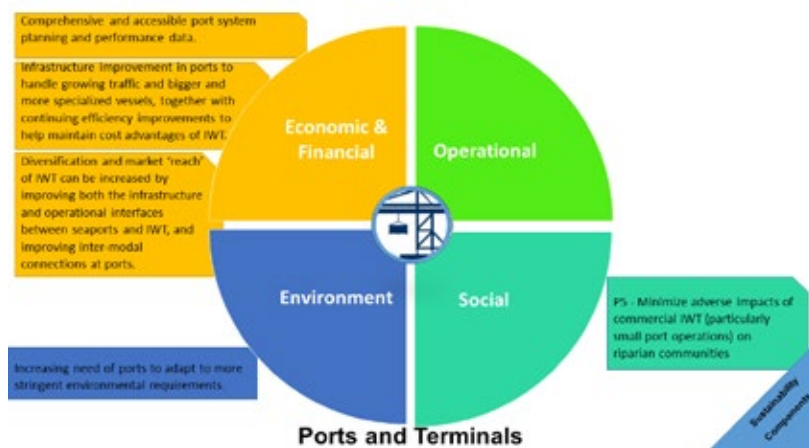 Comprehensive and accessible port system
planning and performance data.
Infrastructure improvement in ports to
handle growing traffic and bigger and
more specialized vessels, together with
continuing efficiency improvements to
help maintain cost advantages of IWT.
Diversification and market 'reach'
of IWT can be increased by
improving both the infrastructure
and operational interfaces
between seaports and IWT, and
improving inter-modal
connections at ports.
Increasing need of ports to adapt to more
stringent environmental requirements.
Economic &
Financial
Operational
Environment
Social
P5 - Minimize adverse impacts of
commercial IWT (particularly
small port operations) on
riparian communities
Sustainability
Components
Ports and Terminals